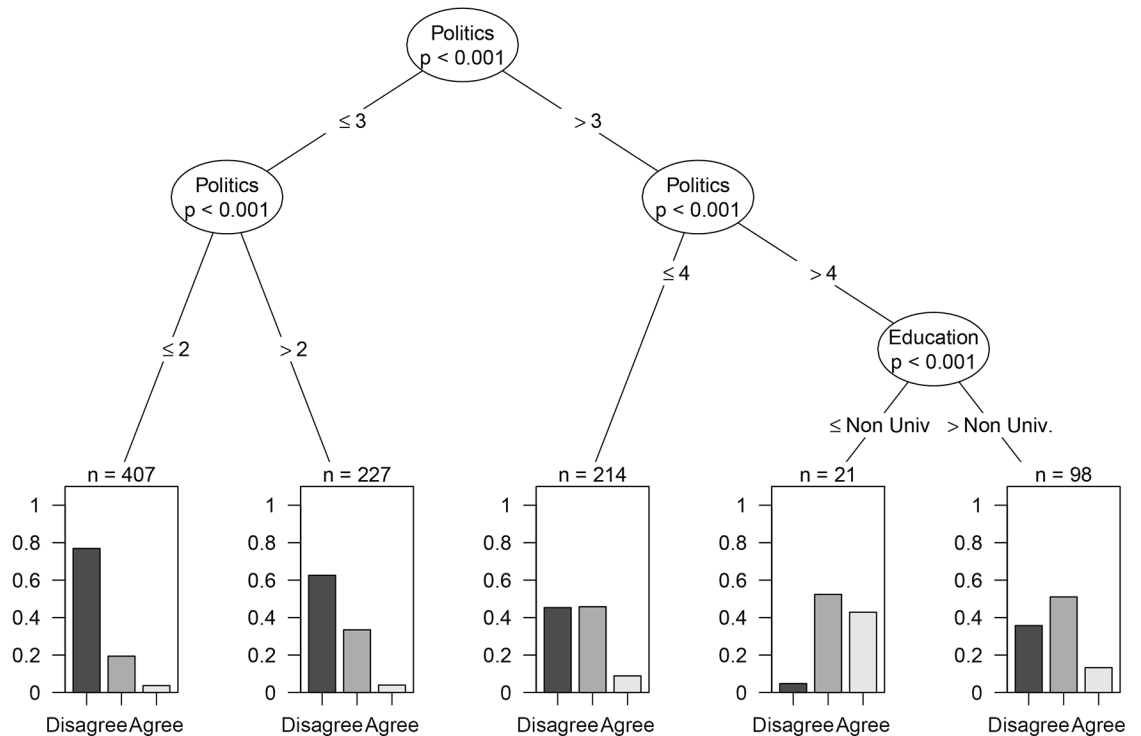 Politics
p < 0.001
≤ 3
> 3
Politics
p < 0.001
Politics
p < 0.001
≤ 4
> 4
Education
p < 0.001
≤ 2
> 2
≤ Non Univ
> Non Univ.
n = 407
1
0.8
0.6
0.4
0.2
0
Disagree Agree
n = 227
1
0.8
0.6
0.4
0.2
0
Disagree Agree
n = 214
1
0.8
0.6
0.4
0.2
0
Disagree Agree
n = 21
1
0.8
0.6
0.4
0.2
0
Disagree Agree
n = 98
1
0.8
0.6
0.4
0.2
0
Disagree Agree